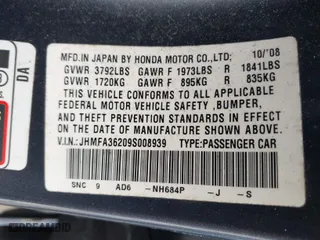 MFD.IN JAPAN BY HONDA MOTOR CO.,LTD; 10/'08
GVWR 3792LBS GAWR F 1973LBS R 1841LBS
GVWR 1720KG GAWR F 895KG R 835KG
THIS VEHICLE CONFORMS TO ALL APPLICABLE
FEDERAL MOTOR VEHICLE SAFETY ,BUMPER,
AND THEFT PREVENTION STANDARDS IN EFFECT
ON THE DATE OF MANUFACTURE SHOWN ABOVE.
V.I.N.: JHMFA36209S008939 TYPE:PASSENGER CAR
SNC 9 AD6 -NH684P -J -S
DA
DREAMOID